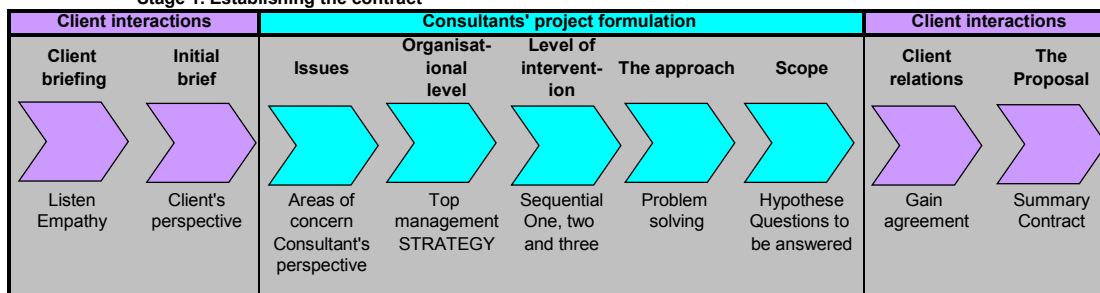 Stage 1: Establishing the contract
Client interactions
Consultants' project formulation
Client interactions
Client
briefing
Initial
brief
Issues
Organisat-
ional
level
Level of
intervent-
ion
The approach
Scope
Client
relations
The
Proposal
Listen
Empathy
Client's
perspective
Areas of
concern
Consultant's
perspective
Top
management
STRATEGY
Sequential
One, two
and three
Problem
solving
Hypothese
Questions to
be answered
Gain
agreement
Summary
Contract